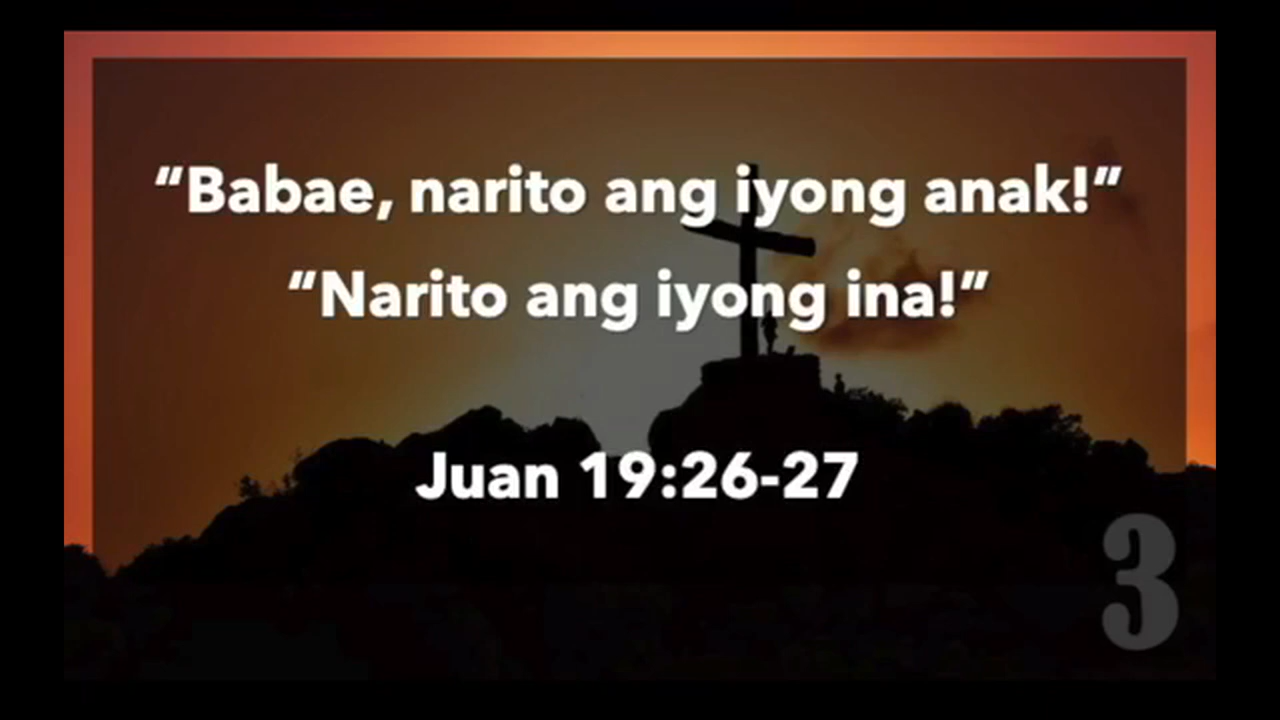 “Babae, narito ang iyong anak!”
“Narito ang iyong ina!”
Juan 19:26-27
3